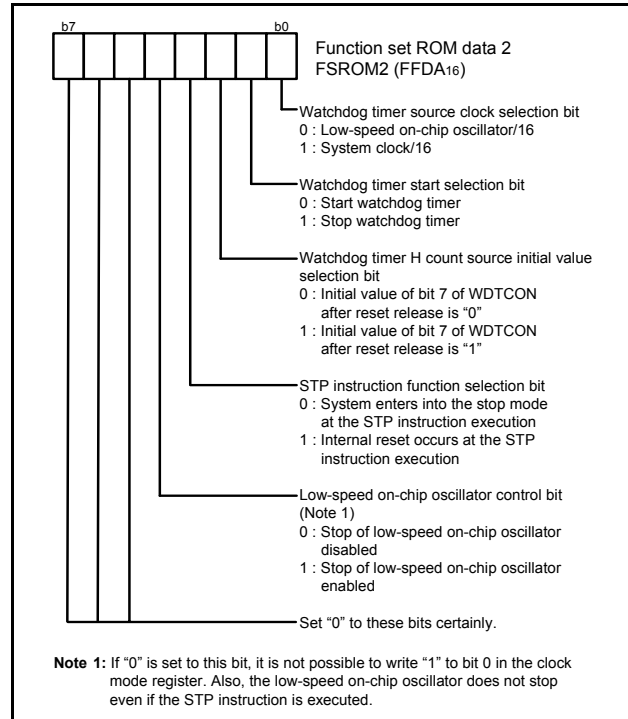 b7 b0
Function set ROM data 2
FSROM2 (FFDA16)
Watchdog timer source clock selection bit
0 : Low-speed on-chip oscillator/16
1 : System clock/16
Watchdog timer start selection bit
0 : Start watchdog timer
1 : Stop watchdog timer
Watchdog timer H count source initial value
selection bit
0 : Initial value of bit 7 of WDTCON
after reset release is “0”
1 : Initial value of bit 7 of WDTCON
after reset release is “1”
STP instruction function selection bit
0 : System enters into the stop mode
at the STP instruction execution
1 : Internal reset occurs at the STP
instruction execution
Low-speed on-chip oscillator control bit
(Note 1)
0 : Stop of low-speed on-chip oscillator
disabled
1 : Stop of low-speed on-chip oscillator
enabled
Set “0” to these bits certainly.
Note 1: If “0” is set to this bit, it is not possible to write “1” to bit 0 in the clock
mode register. Also, the low-speed on-chip oscillator does not stop
even if the STP instruction is executed.